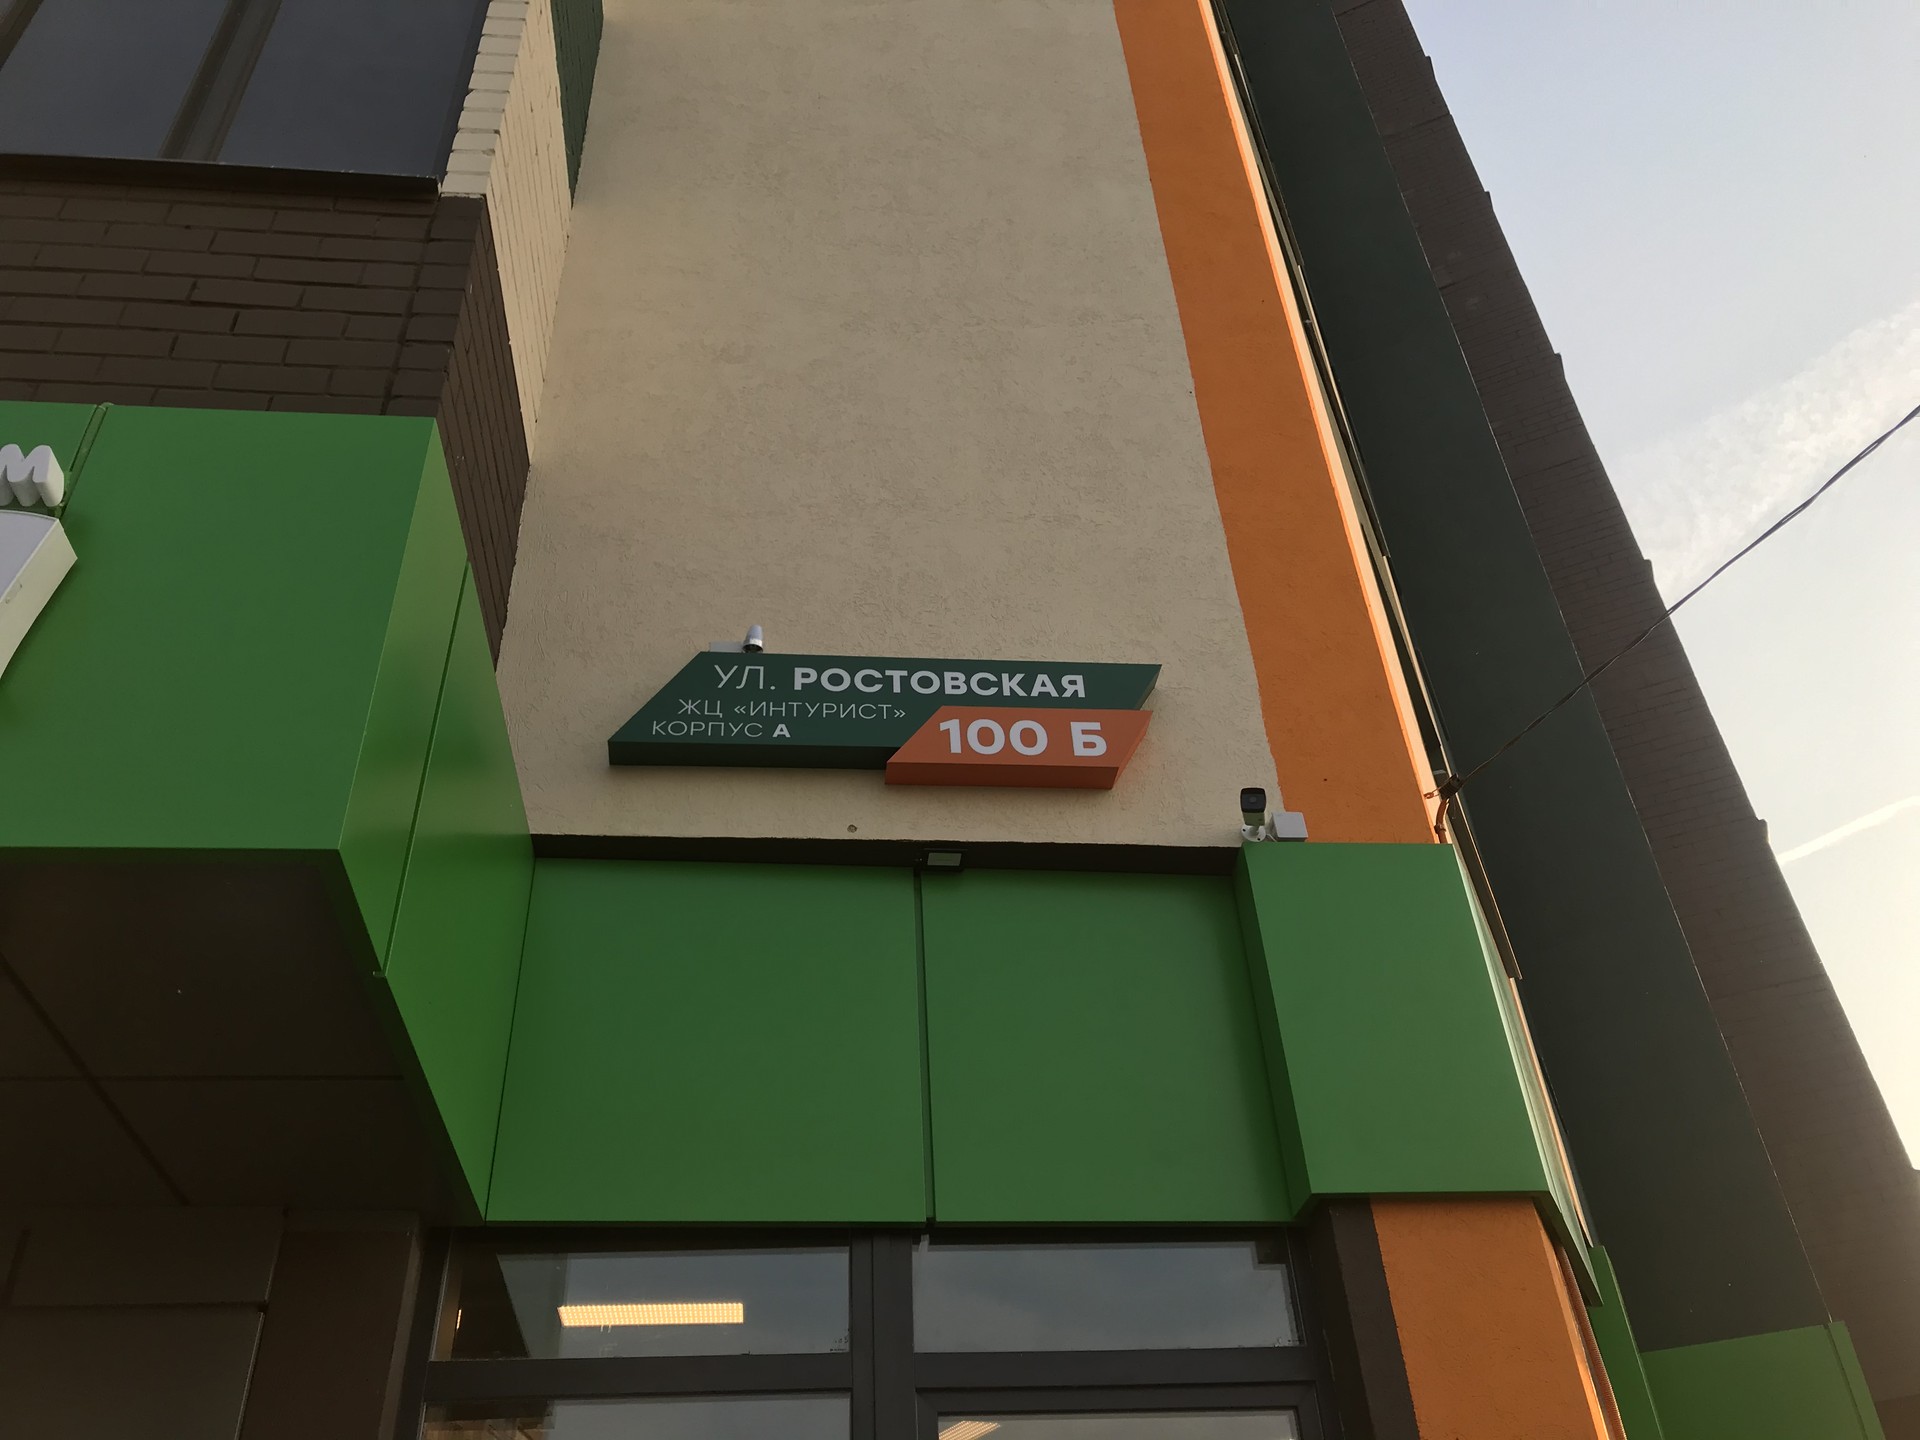 УЛ. РОСТОВСКАЯ
ЖЦ «ИНТУРИСТ»
КОРПУС А
100 Б